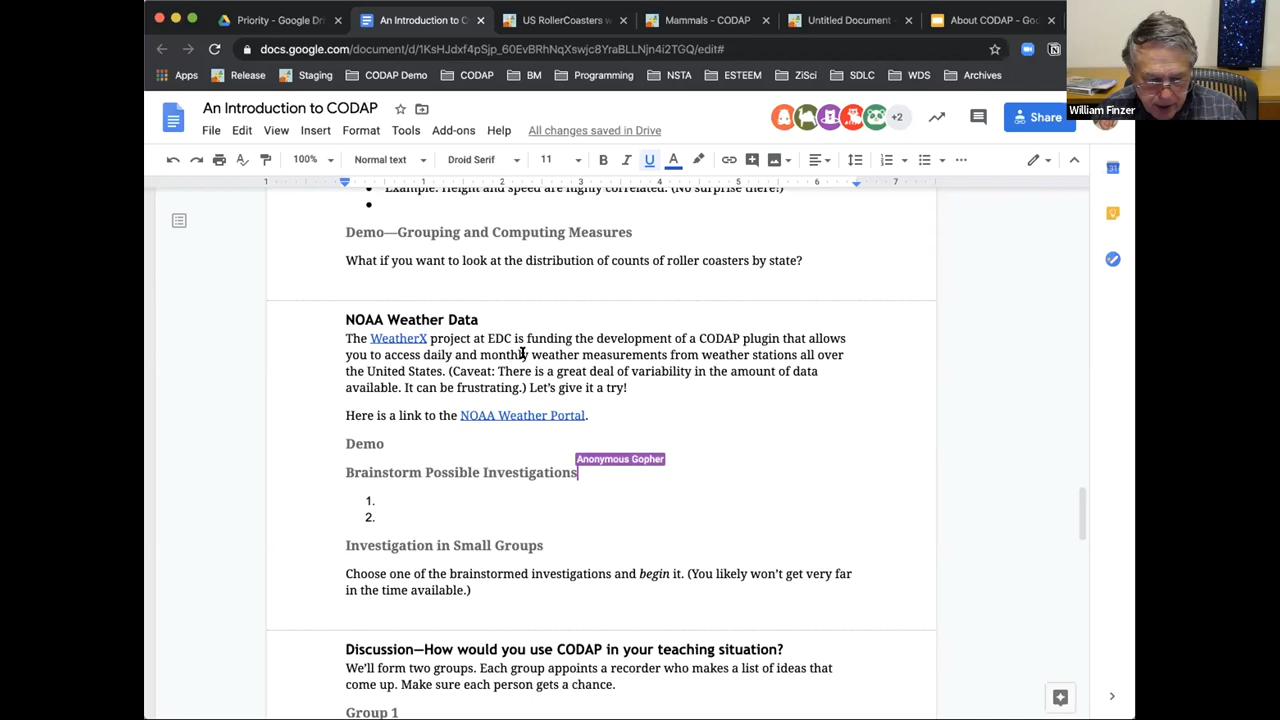 Priority - Google Dri
An Introduction to C
US RollerCoasters w
Mammals - CODAP
Untitled Document -
About CODAP - Goo
docs.google.com/document/d/1KsHJdxf4pSjp_60EvBRhNqXswjc8YraBLLNjn4i2TGQ/edit#
Apps Release Staging CODAP Demo CODAP BM Programming NSTA ESTEEM ZiSci SDLC WDS Archives
William Finzer
An Introduction to CODAP
+2
Share
File Edit View Insert Format Tools Add-ons Help All changes saved in Drive
100% Normal text Droid Serif 11 B I U A
1 1 2 3 4 5 6 7
Example: Height and speed are highly correlated. (No surprise there!)
Demo—Grouping and Computing Measures
What if you want to look at the distribution of counts of roller coasters by state?
NOAA Weather Data
The WeatherX project at EDC is funding the development of a CODAP plugin that allows
you to access daily and monthly weather measurements from weather stations all over
the United States. (Caveat: There is a great deal of variability in the amount of data
available. It can be frustrating.) Let's give it a try!
Here is a link to the NOAA Weather Portal.
Demo
Anonymous Gopher
Brainstorm Possible Investigations
1.
2.
Investigation in Small Groups
Choose one of the brainstormed investigations and begin it. (You likely won't get very far
in the time available.)
Discussion—How would you use CODAP in your teaching situation?
We'll form two groups. Each group appoints a recorder who makes a list of ideas that
come up. Make sure each person gets a chance.
Group 1